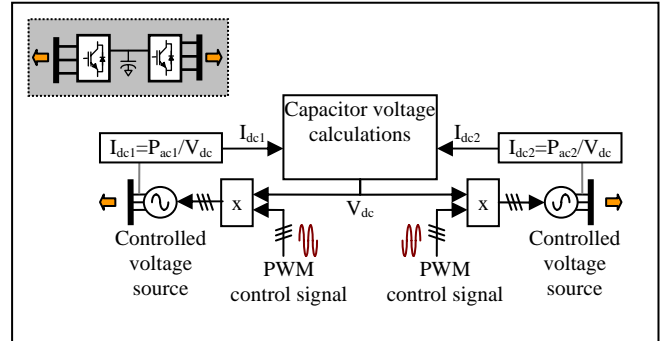 Capacitor voltage
calculations
I_dc1
I_dc2
I_dc1=P_ac1/V_dc
I_dc2=P_ac2/V_dc
x
x
V_dc
Controlled
voltage
source
PWM
control signal
PWM
control signal
Controlled
voltage
source